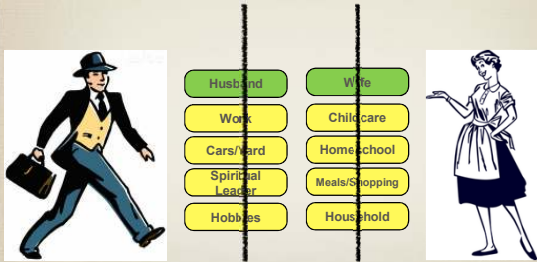 Husband
Wife
Work
Childcare
Cars/Yard
Homeschool
Spiritual
Leader
Meals/Shopping
Hobbies
Household